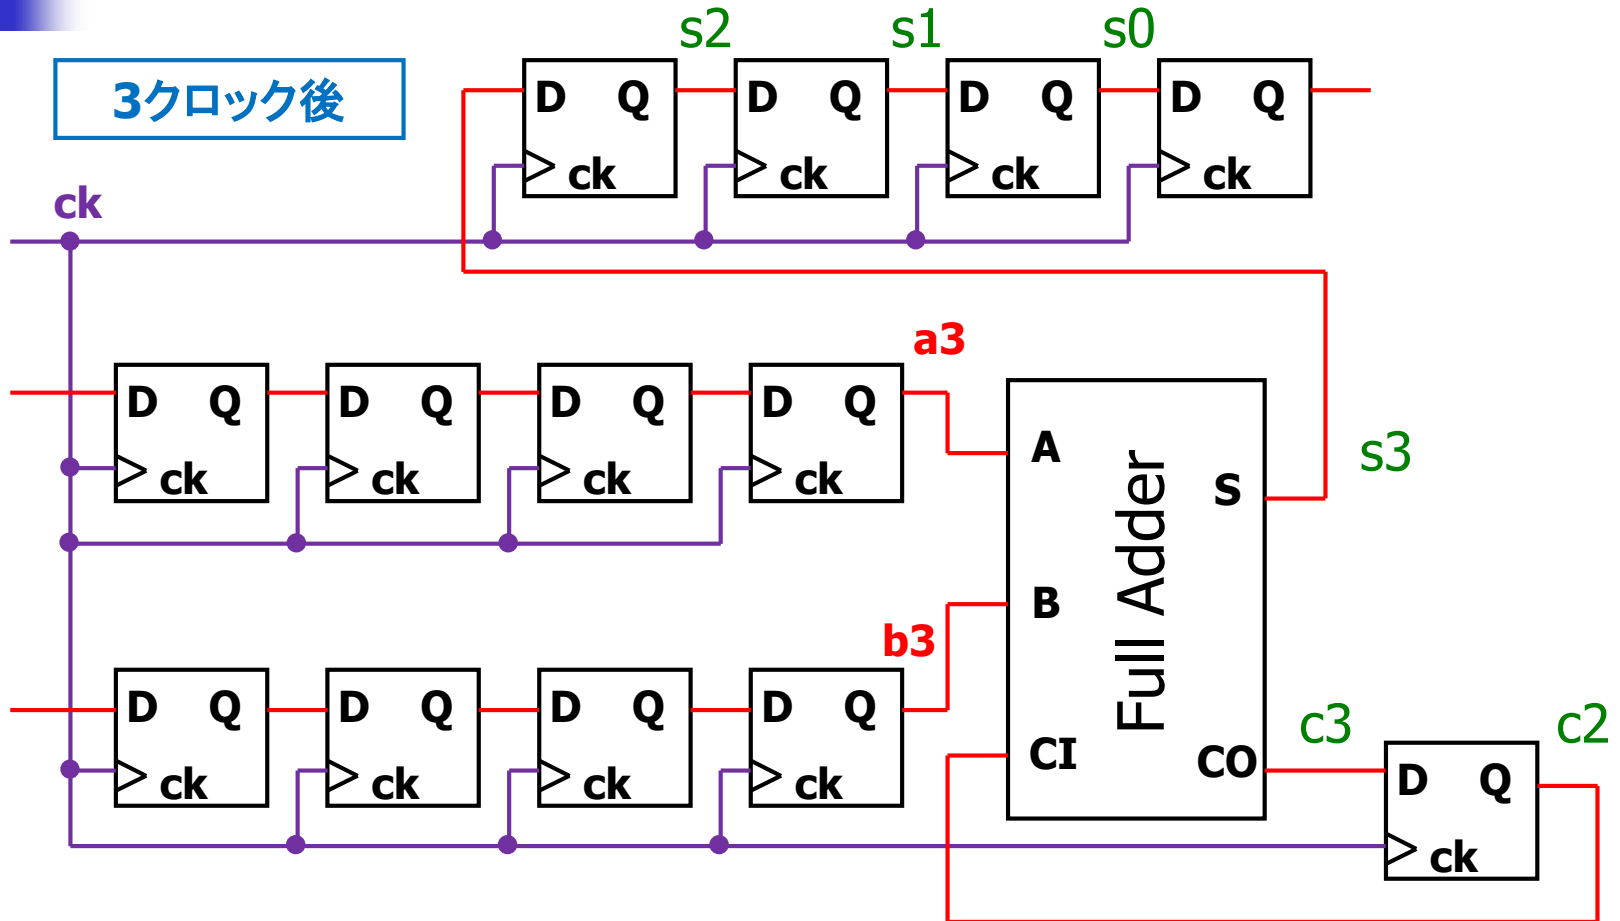 s2 s1 s0
3クロック後
D Q D Q D Q D Q
ck ck ck ck
ck
a3
D Q D Q D Q D Q
ck ck ck ck
A
s3
S
Full Adder
B
b3
D Q D Q D Q D Q
ck ck ck ck
CI
CO
c3 c2
D Q
ck